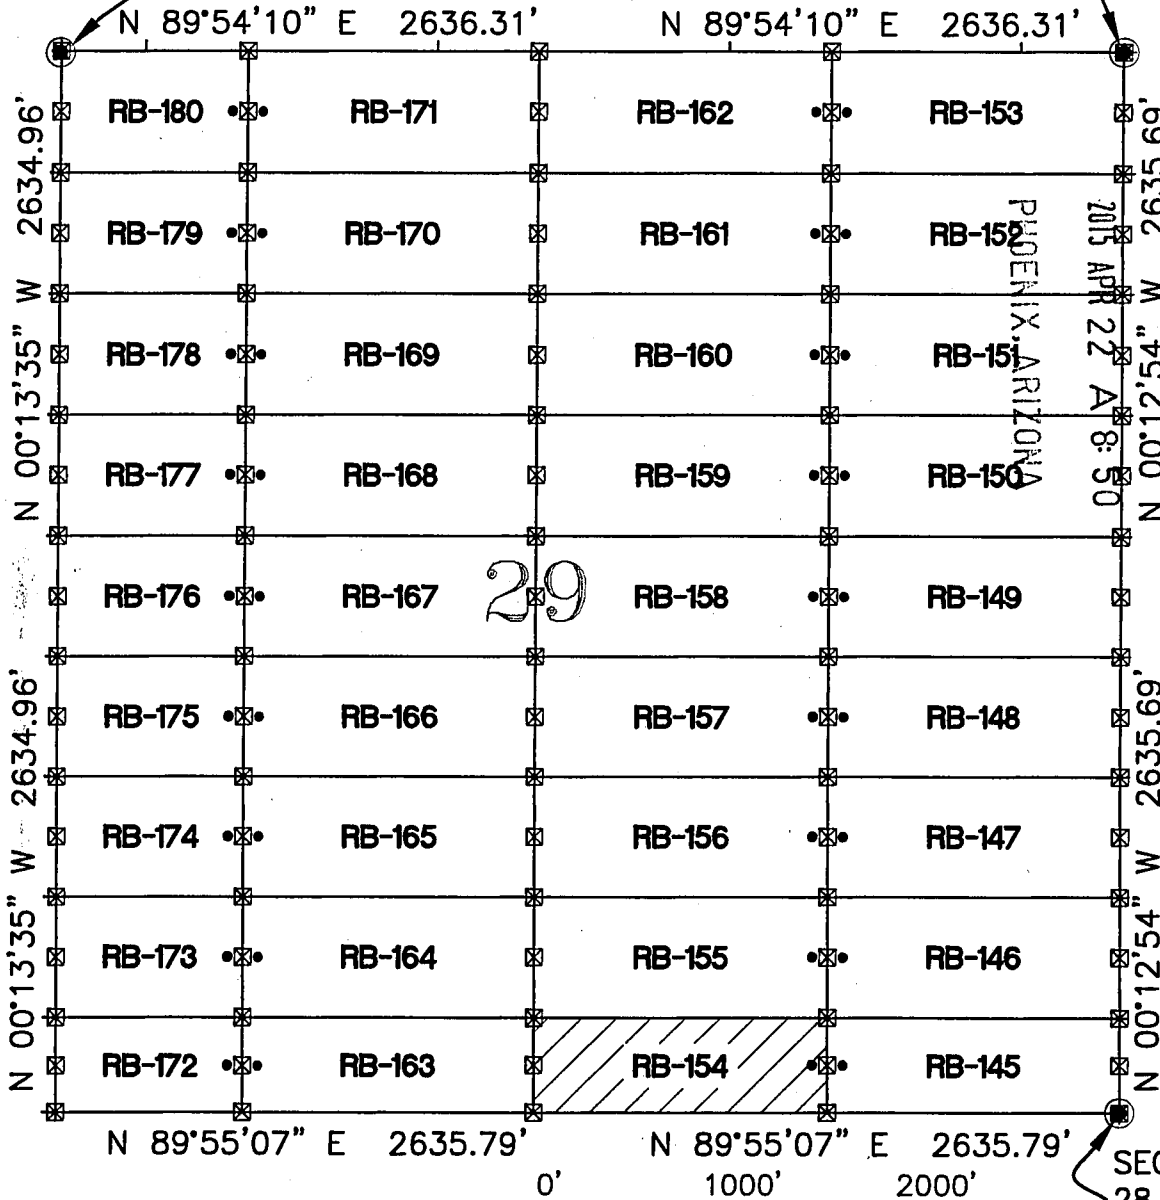 N 89°54'10" E 2636.31' N 89°54'10" E 2636.31'
RB-180 RB-171 RB-162 RB-153
RB-179 RB-170 RB-161 RB-152
RB-178 RB-169 RB-160 RB-151
RB-177 RB-168 RB-159 RB-150
RB-176 RB-167 RB-158 RB-149
29
RB-175 RB-166 RB-157 RB-148
RB-174 RB-165 RB-156 RB-147
RB-173 RB-164 RB-155 RB-146
RB-172 RB-163 RB-154 RB-145
N 00°13'35" W 2634.96'
N 00°13'35" W 2634.96'
N 00°12'54" W 2635.69'
N 00°12'54" W 2635.69'
2015 APR 22 A 8:50
PHOENIX, ARIZONA
N 89°55'07" E 2635.79' N 89°55'07" E 2635.79'
0' 1000' 2000'
28